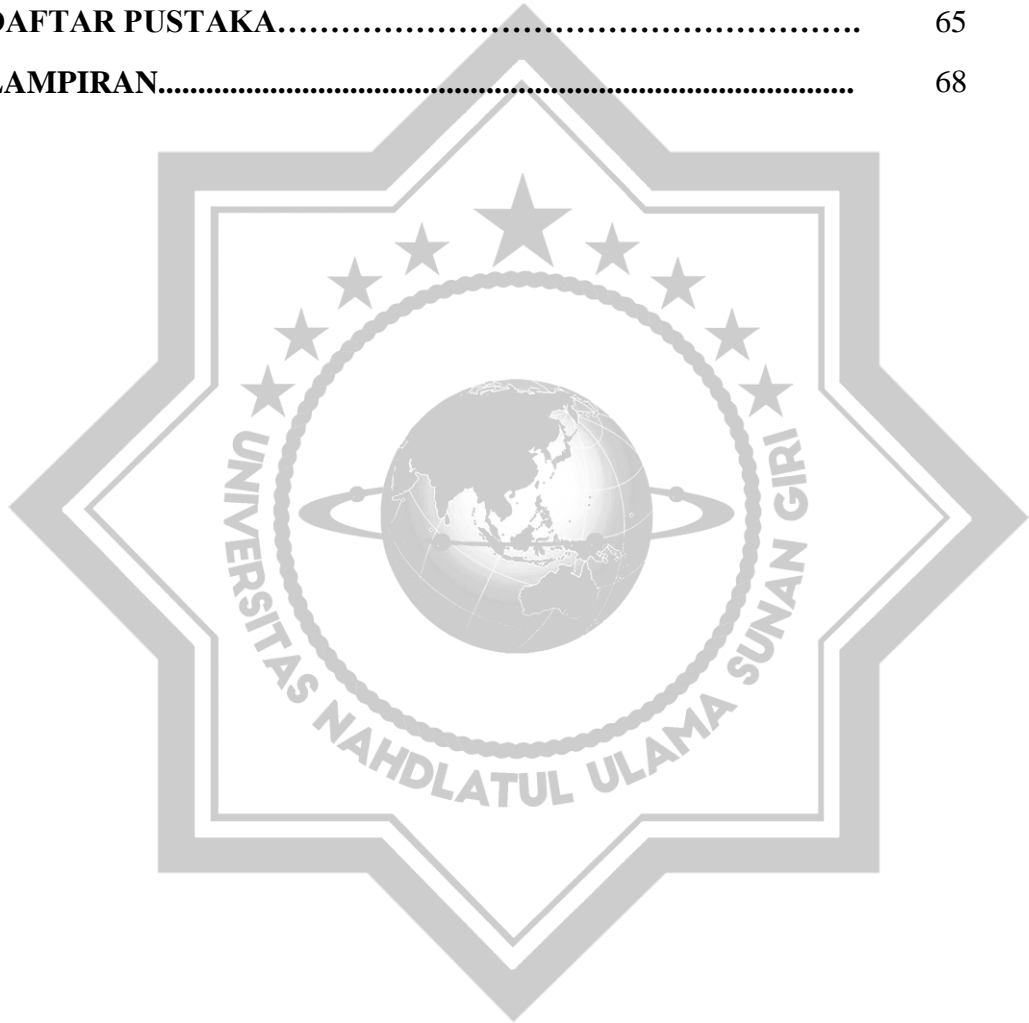 DAFTAR PUSTAKA…………………………………………………………. 65
LAMPIRAN....................................................................................... 68
UNIVERSITAS NAHDLATUL ULAMA SUNAN GIRI